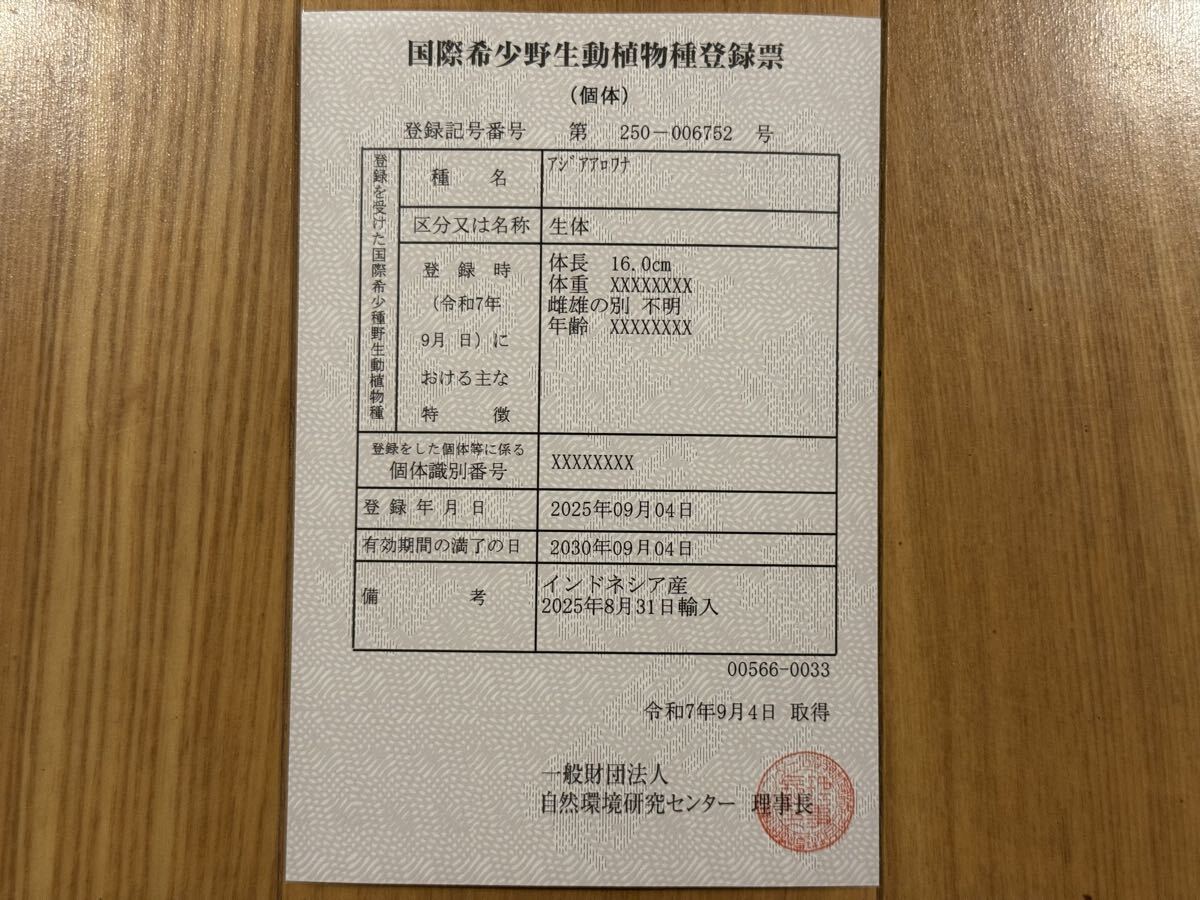 国際希少野生動植物種登録票
（個体）
登録記号番号 第 250－006752 号
登録を受けた国際希少種野生動植物種
種 名
ｱｼﾞｱｱﾛﾜﾅ
区分又は名称
生体
登 録 時
（令和7年
9月 日）に
おける主な
特 徴
体長 16.0cm
体重 XXXXXXXX
雌雄の別 不明
年齢 XXXXXXXX
登録をした個体等に係る
個体識別番号
XXXXXXXX
登 録 年 月 日
2025年09月04日
有効期間の満了の日
2030年09月04日
備 考
インドネシア産
2025年8月31日輸入
00566-0033
令和7年9月4日 取得
一般財団法人
自然環境研究センター 理事長